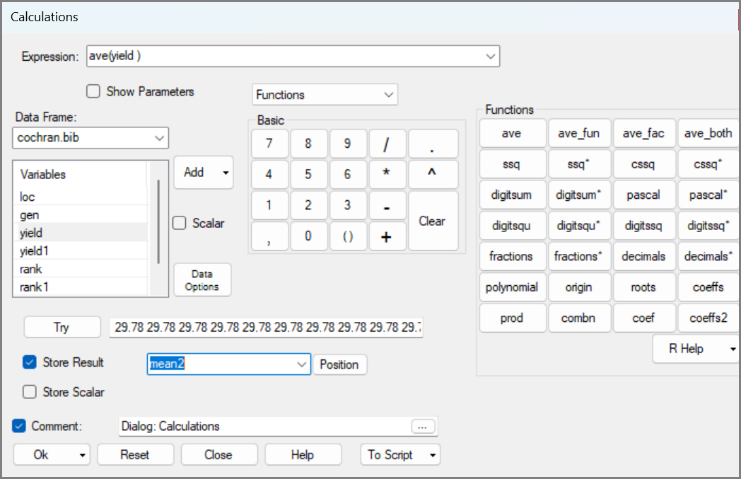 Calculations
Expression: ave(yield )
Show Parameters Functions
Data Frame:
cochran.bib
Variables
loc
gen
yield
yield1
rank
rank1
Add
Scalar
Data
Options
Basic
7 8 9 / .
4 5 6 * ^
1 2 3 - Clear
, 0 ( ) +
Functions
ave ave_fun ave_fac ave_both
ssq ssq* cssq cssq*
digitsum digitsum* pascal pascal*
digitsqu digitsqu* digitssq digitssq*
fractions fractions* decimals decimals*
polynomial origin roots coeffs
prod combn coef coeffs2
R Help
Try 29.78 29.78 29.78 29.78 29.78 29.78 29.78 29.78 29.78 29.7
Store Result mean2 Position
Store Scalar
Comment: Dialog: Calculations ...
Ok Reset Close Help To Script